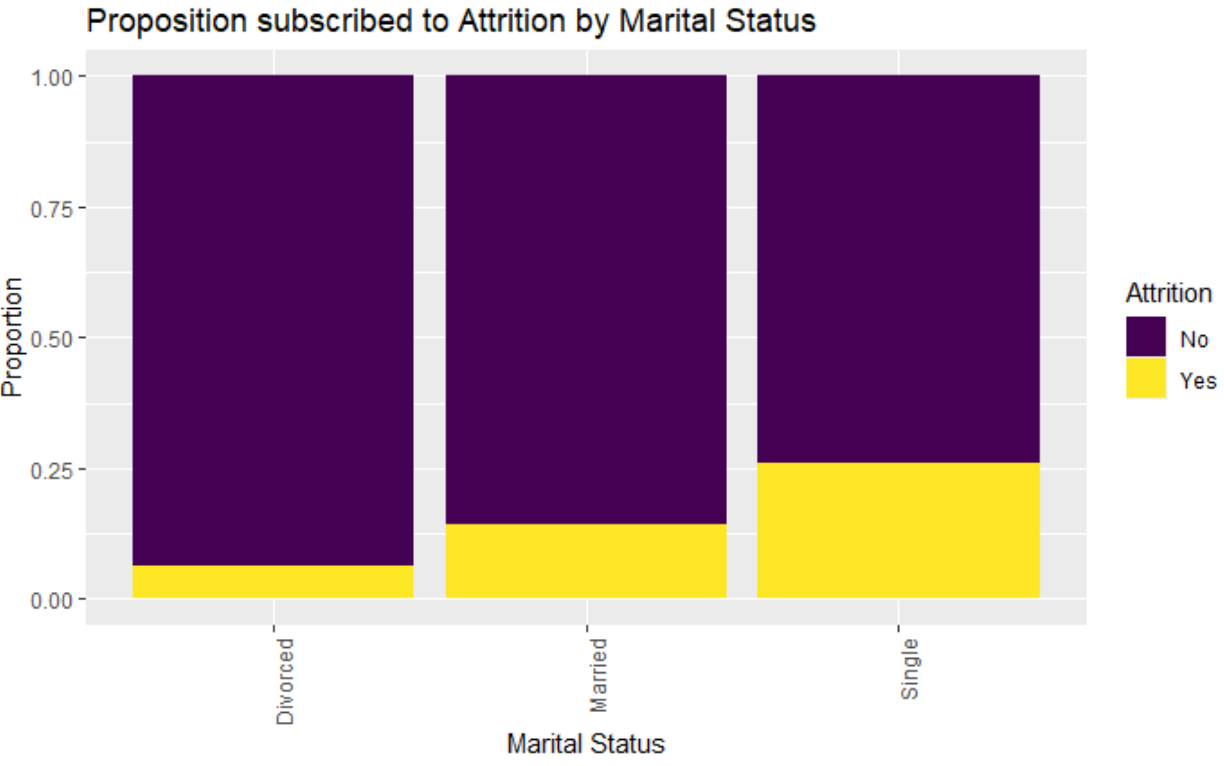 Proposition subscribed to Attrition by Marital Status
1.00
0.75
0.50
0.25
0.00
Proportion
Divorced
Married
Single
Marital Status
Attrition
No
Yes